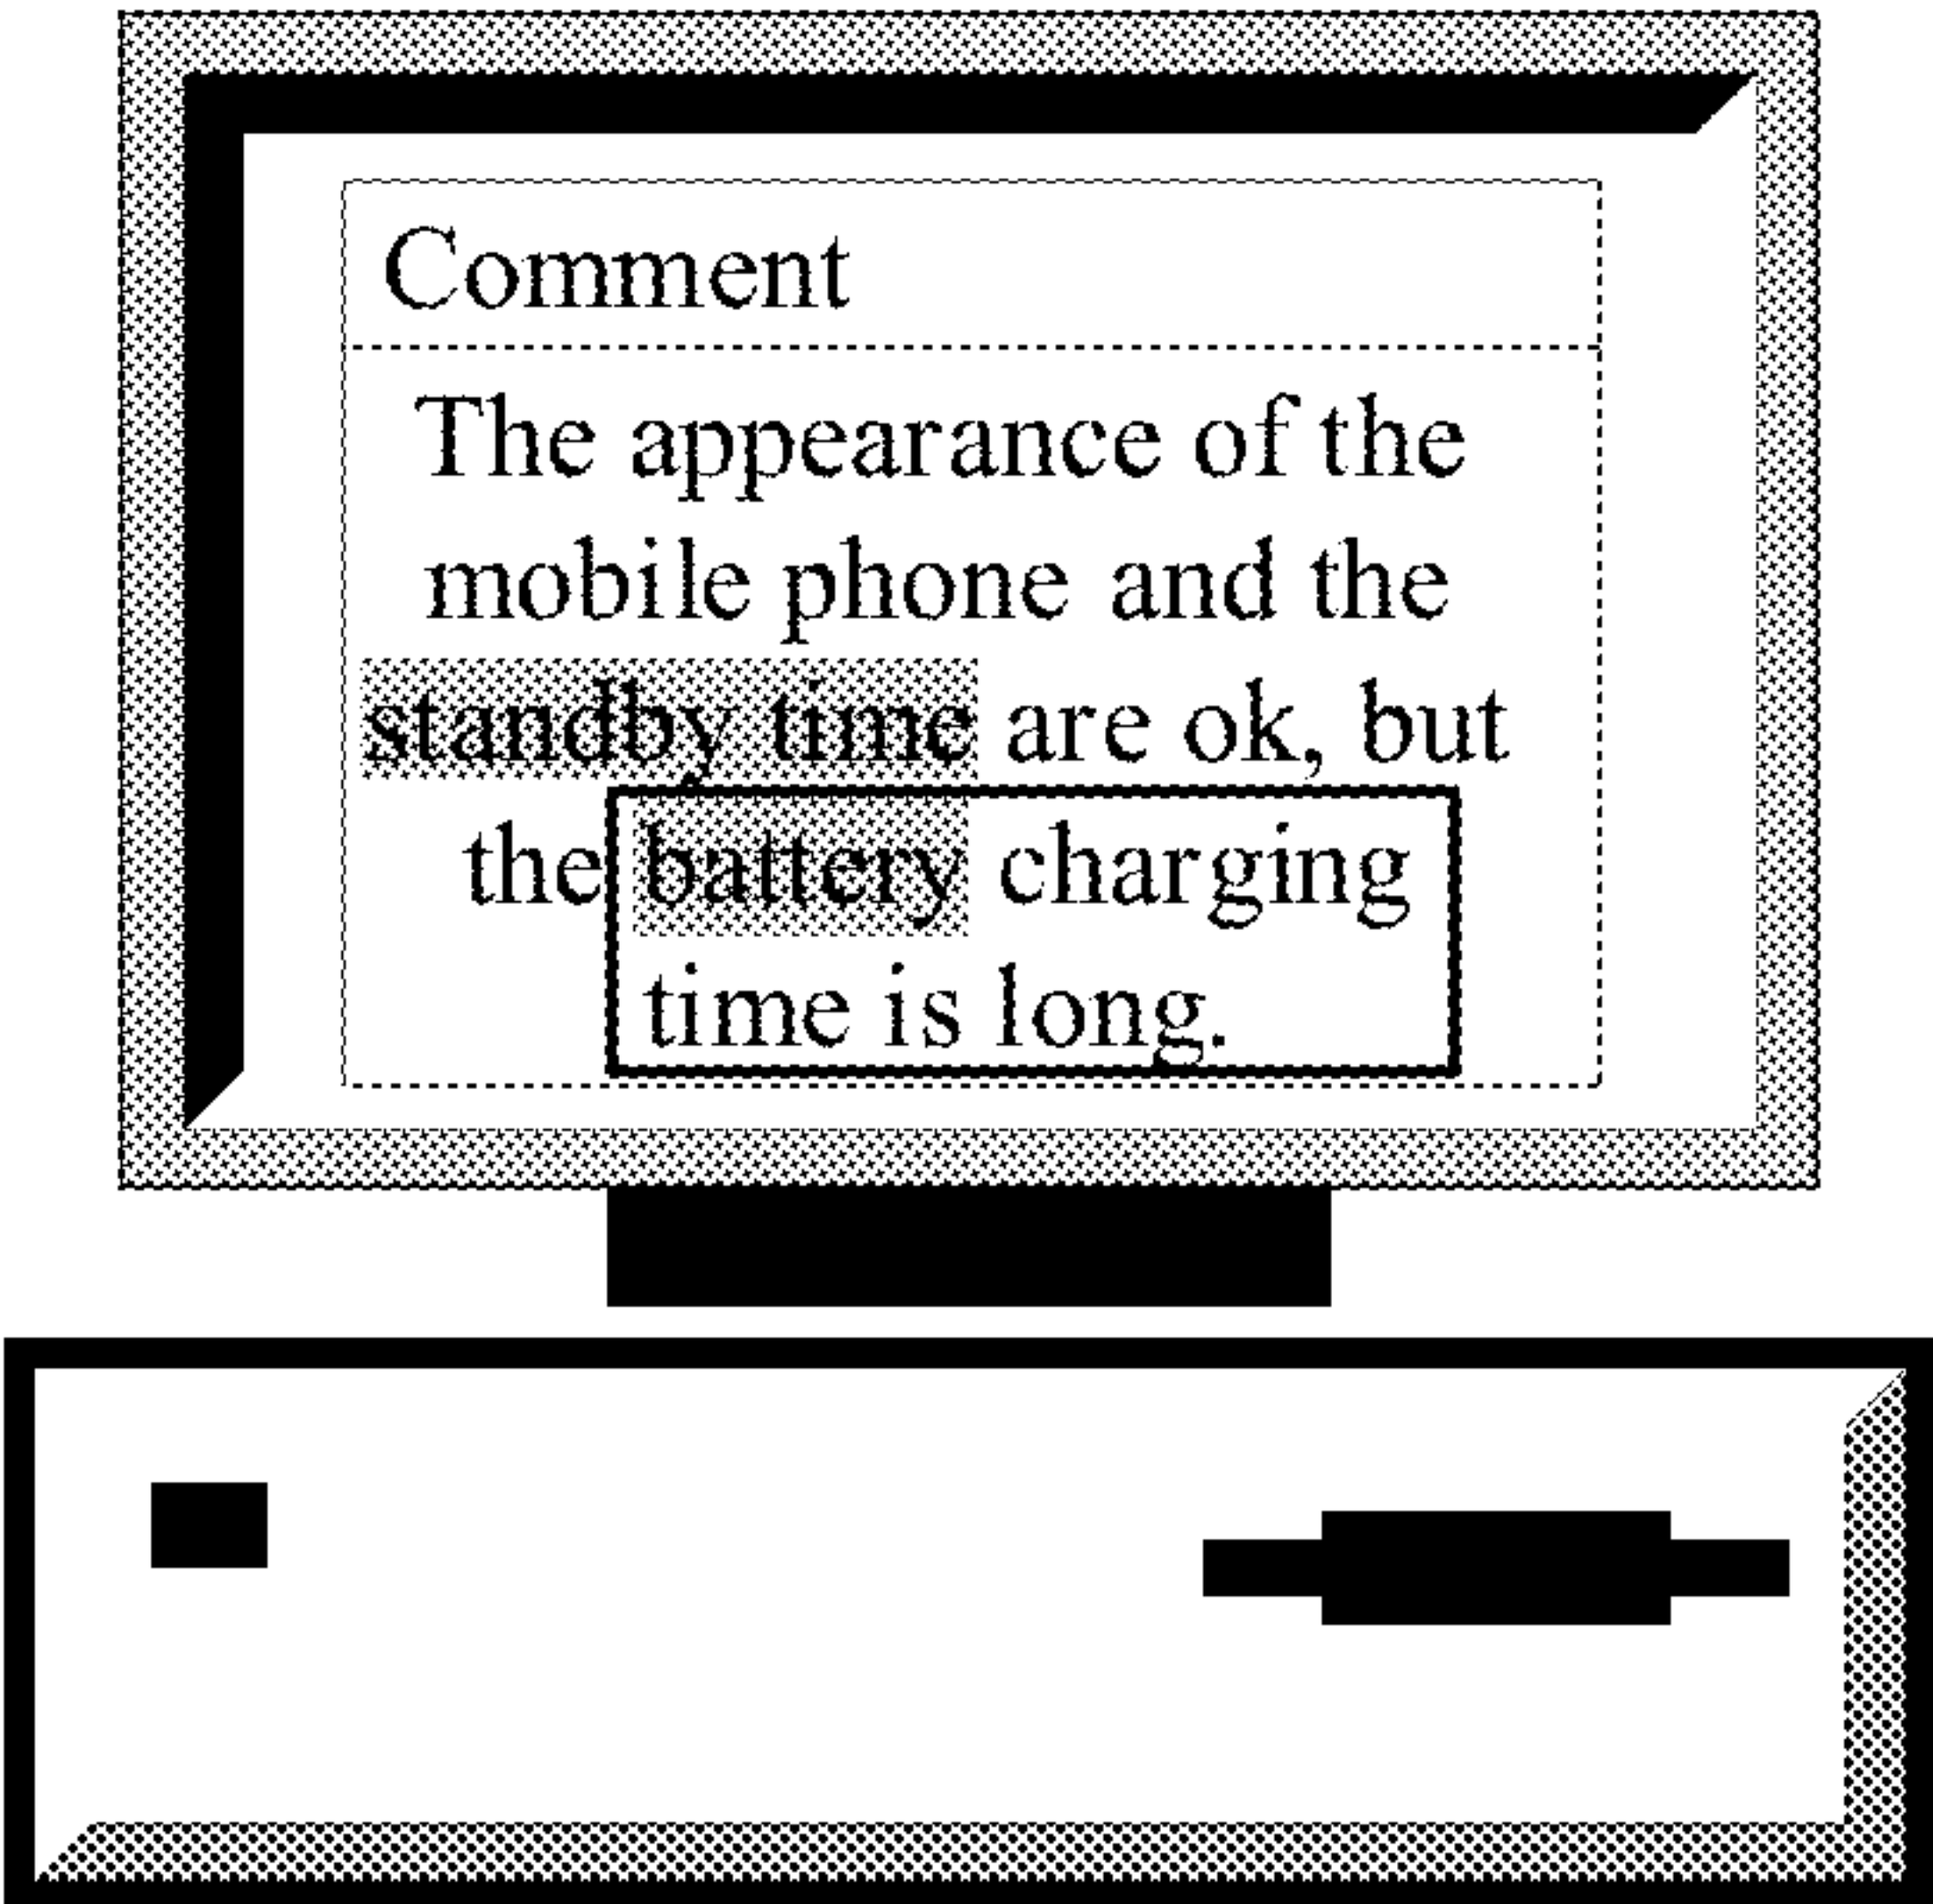 Comment
The appearance of the
mobile phone and the
standby time are ok, but
the battery charging
time is long.